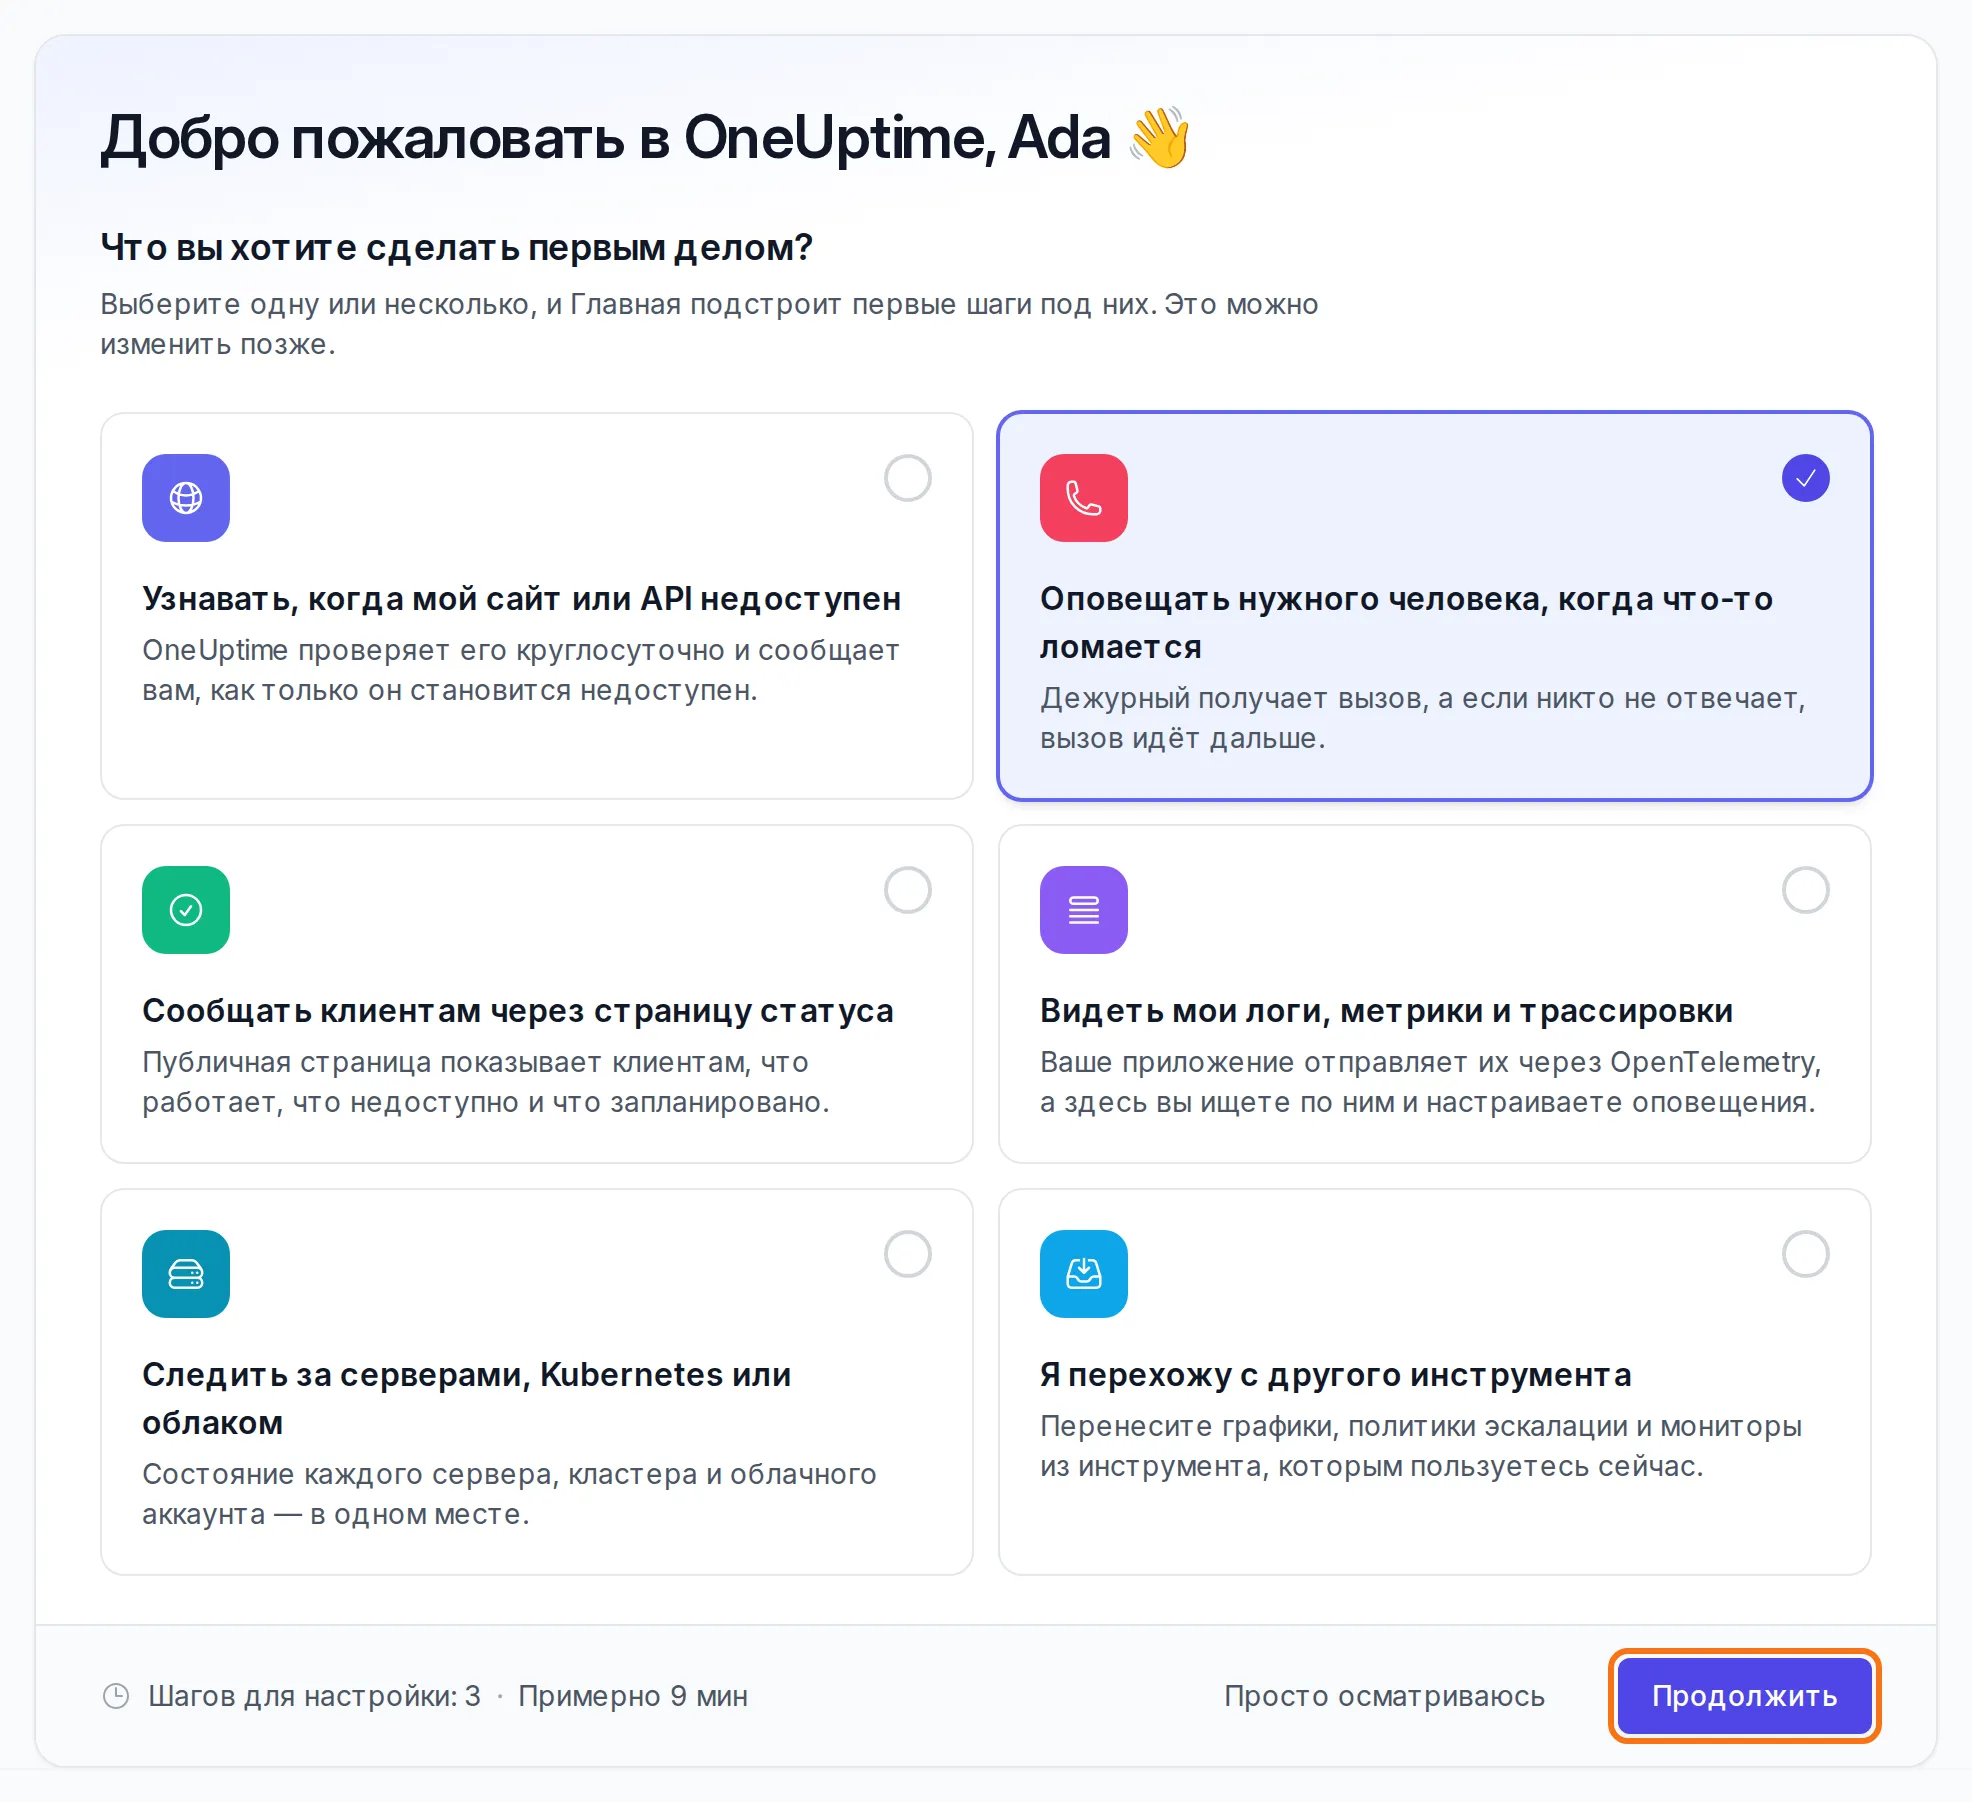 Добро пожаловать в OneUptime, Ada 👋
Что вы хотите сделать первым делом?
Выберите одну или несколько, и Главная подстроит первые шаги под них. Это можно
изменить позже.
Узнавать, когда мой сайт или API недоступен
OneUptime проверяет его круглосуточно и сообщает
вам, как только он становится недоступен.
Оповещать нужного человека, когда что-то
ломается
Дежурный получает вызов, а если никто не отвечает,
вызов идёт дальше.
Сообщать клиентам через страницу статуса
Публичная страница показывает клиентам, что
работает, что недоступно и что запланировано.
Видеть мои логи, метрики и трассировки
Ваше приложение отправляет их через OpenTelemetry,
а здесь вы ищете по ним и настраиваете оповещения.
Следить за серверами, Kubernetes или
облаком
Состояние каждого сервера, кластера и облачного
аккаунта — в одном месте.
Я перехожу с другого инструмента
Перенесите графики, политики эскалации и мониторы
из инструмента, которым пользуетесь сейчас.
Шагов для настройки: 3 · Примерно 9 мин
Просто осматриваюсь
Продолжить